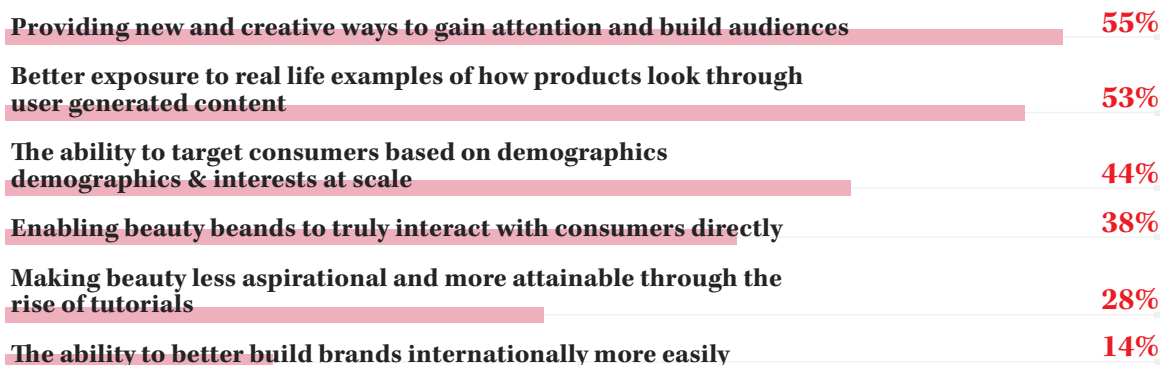 Providing new and creative ways to gain attention and build audiences 55%
Better exposure to real life examples of how products look through
user generated content 53%
The ability to target consumers based on demographics
demographics & interests at scale 44%
Enabling beauty beands to truly interact with consumers directly 38%
Making beauty less aspirational and more attainable through the
rise of tutorials 28%
The ability to better build brands internationally more easily 14%